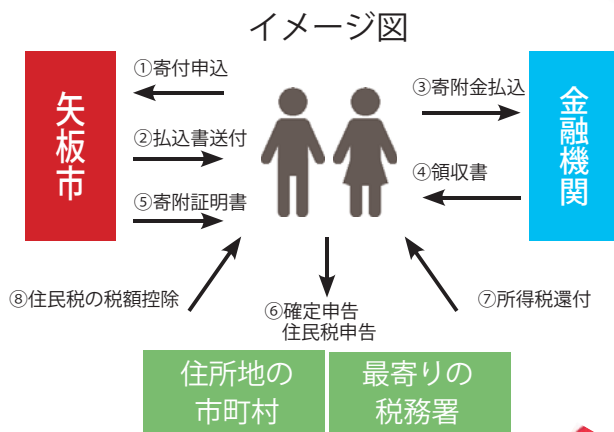 イメージ図
①寄付申込
③寄附金払込
矢板市
金融機関
②払込書送付
④領収書
⑤寄附証明書
⑧住民税の税額控除
⑥確定申告
住民税申告
⑦所得税還付
住所地の
市町村
最寄りの
税務署